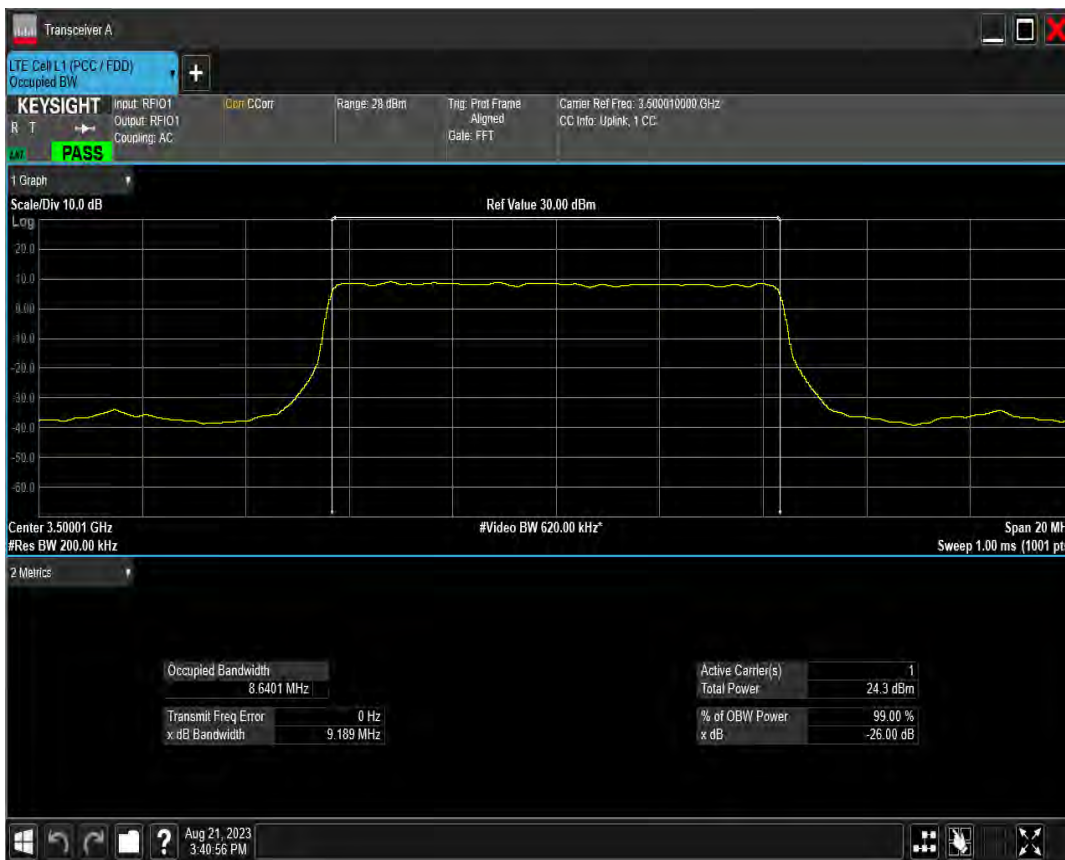 Transceiver A
LTE Cell L1 (PCC / FDD)
Occupied BW
+
KEYSIGHT
R T
PASS
Input: RFIO1
Output: RFIO1
Coupling: AC
Corr CCorr
Range: 28 dBm
Trig: Prot Frame
Aligned
Gate: FFT
Carrier Ref Freq: 3.500010000 GHz
CC Info: Uplink, 1 CC
1 Graph
Scale/Div 10.0 dB
Ref Value 30.00 dBm
Log
20.0
10.0
0.00
-10.0
-20.0
-30.0
-40.0
-50.0
-60.0
Center 3.50001 GHz
#Video BW 620.00 kHz*
Span 20 MH
#Res BW 200.00 kHz
Sweep 1.00 ms (1001 pt
2 Metrics
Occupied Bandwidth
8.6401 MHz
Transmit Freq Error 0 Hz
x dB Bandwidth 9.189 MHz
Active Carrier(s) 1
Total Power 24.3 dBm
% of OBW Power 99.00 %
x dB -26.00 dB
?
Aug 21, 2023
3:40:56 PM